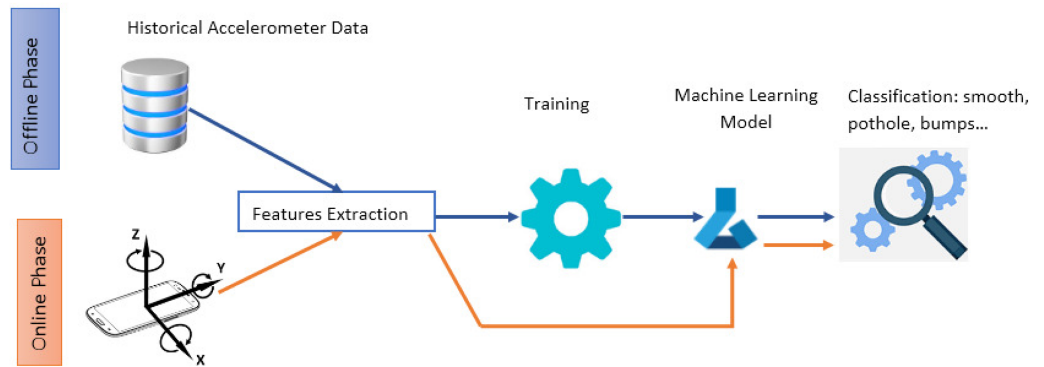 Offline Phase
Historical Accelerometer Data
Training
Machine Learning
Model
Classification: smooth,
pothole, bumps...
Features Extraction
Online Phase
Z
Y
X